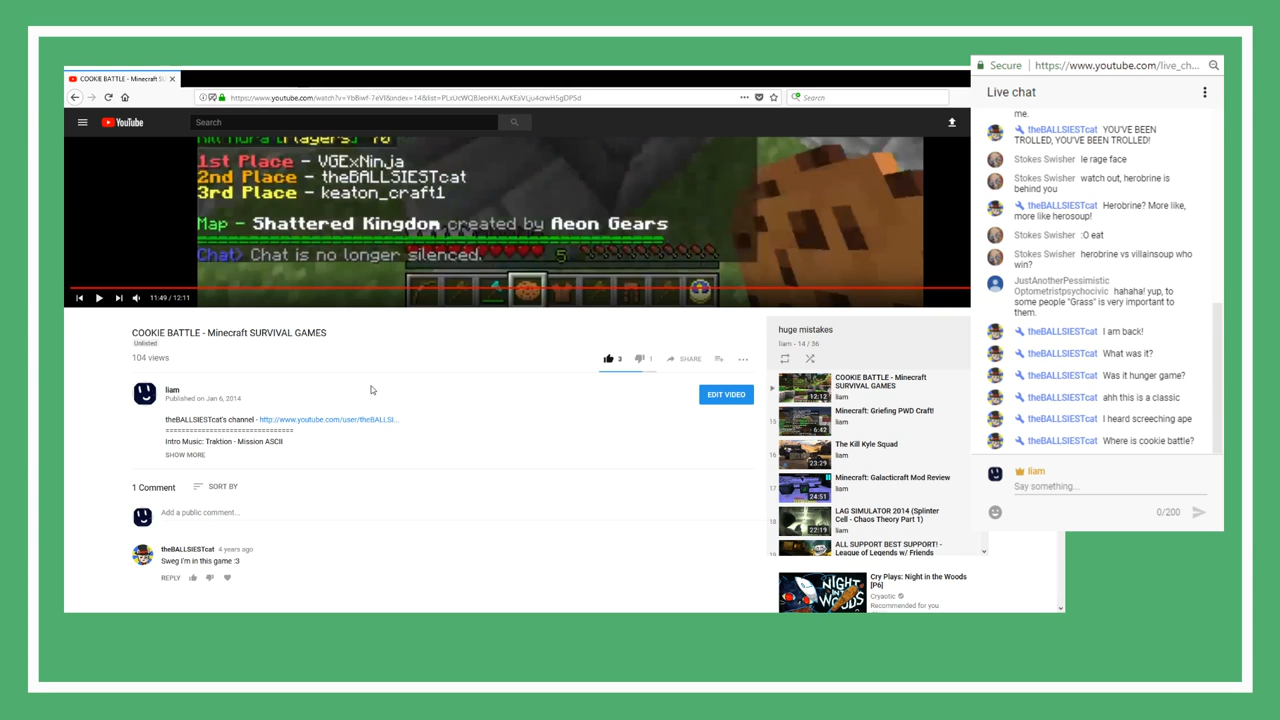 COOKIE BATTLE - Minecraft SU
https://www.youtube.com/watch?v=
Search
YouTube
Search
1st Place - VGExNinja
2nd Place - theBALLSIESTcat
3rd Place - keaton_craft1
Map - Shattered Kingdom created by Aeon Gears
Chat> Chat is no longer silenced.
5
11:49 / 12:11
COOKIE BATTLE - Minecraft SURVIVAL GAMES
Unlisted
104 views
3
1
SHARE
liam
Published on Jan 6, 2014
EDIT VIDEO
theBALLSIESTcat's channel - http://www.youtube.com/user/theBALLSI...
==============================
Intro Music: Traktion - Mission ASCII
SHOW MORE
1 Comment
SORT BY
Add a public comment...
theBALLSIESTcat 4 years ago
Sweg I'm in this game :3
REPLY
huge mistakes
liam - 14 / 36
COOKIE BATTLE - Minecraft
SURVIVAL GAMES
12:12
liam
15
Minecraft: Griefing PWD Craft!
6:42
liam
16
The Kill Kyle Squad
23:29
liam
17
Minecraft: Galacticraft Mod Review
24:51
liam
18
LAG SIMULATOR 2014 (Splinter
Cell - Chaos Theory Part 1)
22:19
liam
ALL SUPPORT BEST SUPPORT! -
League of Legends w/ Friends
NIGHT
IN THE
WOODS
Cry Plays: Night in the Woods
[P6]
Cryaotic
Recommended for you
Secure
https://www.youtube.com/live_ch...
Live chat
me.
theBALLSIESTcat YOU'VE BEEN
TROLLED, YOU'VE BEEN TROLLED!
Stokes Swisher le rage face
Stokes Swisher watch out, herobrine is
behind you
theBALLSIESTcat Herobrine? More like,
more like herosoup!
Stokes Swisher :O eat
Stokes Swisher herobrine vs villainsoup who
win?
JustAnotherPessimistic
Optometristpsychocivic hahaha! yup, to
some people "Grass" is very important to
them.
theBALLSIESTcat I am back!
theBALLSIESTcat What was it?
theBALLSIESTcat Was it hunger game?
theBALLSIESTcat ahh this is a classic
theBALLSIESTcat I heard screeching ape
theBALLSIESTcat Where is cookie battle?
liam
Say something...
0/200